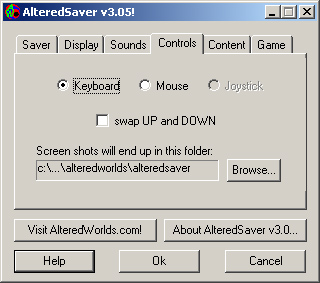 AlteredSaver v3.05!
Saver Display Sounds Controls Content Game
Keyboard Mouse Joystick
swap UP and DOWN
Screen shots will end up in this folder:
c:\...\alteredworlds\alteredsaver Browse...
Visit AlteredWorlds.com! About AlteredSaver v3.0...
Help Ok Cancel